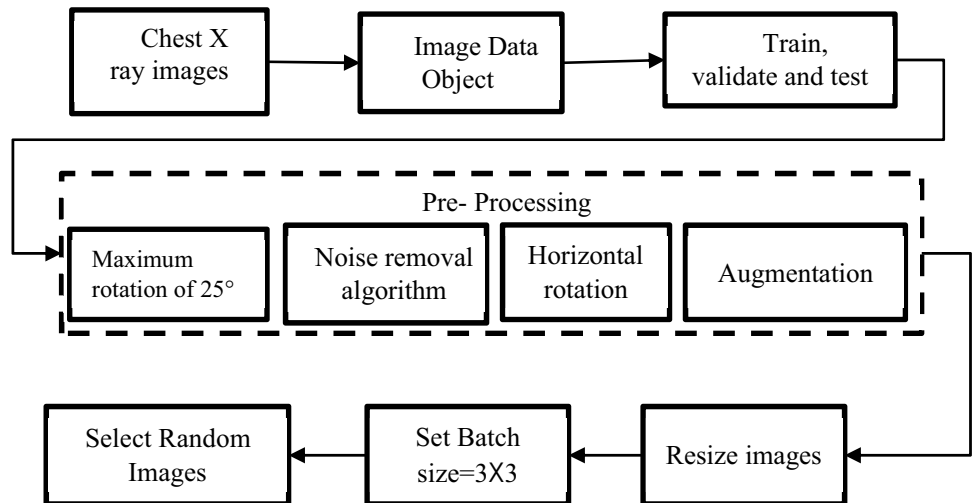 Chest X
ray images
Image Data
Object
Train,
validate and test
Pre- Processing
Maximum
rotation of 25°
Noise removal
algorithm
Horizontal
rotation
Augmentation
Select Random
Images
Set Batch
size=3X3
Resize images